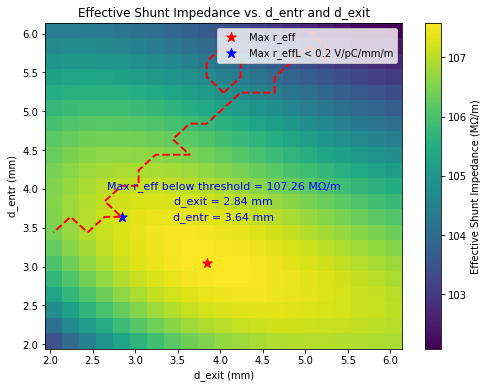 Effective Shunt Impedance vs. d_entr and d_exit
Max r_eff
Max r_effL < 0.2 V/pC/mm/m
6.0
5.5
5.0
4.5
4.0
3.5
3.0
2.5
2.0
d_entr (mm)
Max r_eff below threshold = 107.26 MΩ/m
d_exit = 2.84 mm
d_entr = 3.64 mm
2.0 2.5 3.0 3.5 4.0 4.5 5.0 5.5 6.0
d_exit (mm)
107
106
105
104
103
Effective Shunt Impedance (MΩ/m)